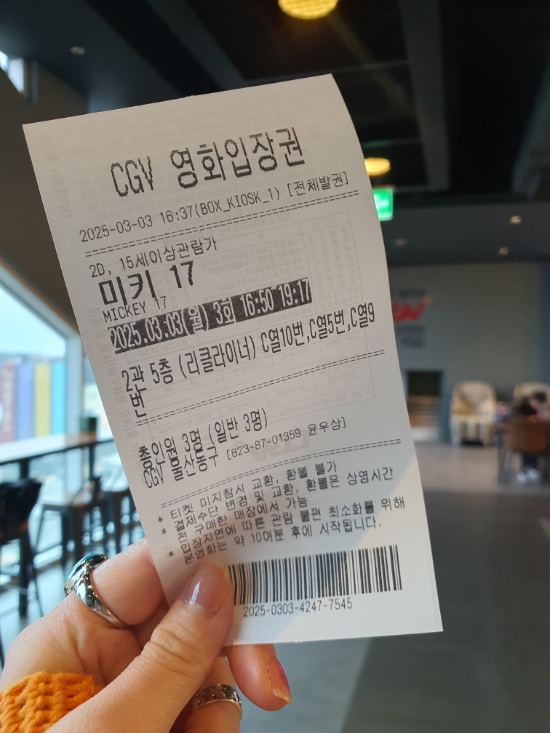 CGV 영화입장권
2025-03-03 16:37(BOX_KIOSK_1) [전체발권]
2D, 15세이상관람가
미키 17
MICKEY 17
2025.03.03(월) 3회 16:50 19:17
2관 5층 (리클라이너) C열10번,C열5번,C열9
번
총인원 3명 (일반 3명)
CGV 울산동구 [823-87-01359 윤우상]
* 티켓 미지참시 교환, 환불 불가
* 결제수단 변경 및 교환, 환불은 상영시간
전 구매한 매장에서 가능
* 입장지연에 따른 관람 불편 최소화를 위해
본영화는 약 10여분 후에 시작됩니다.
2025-0303-4247-7545